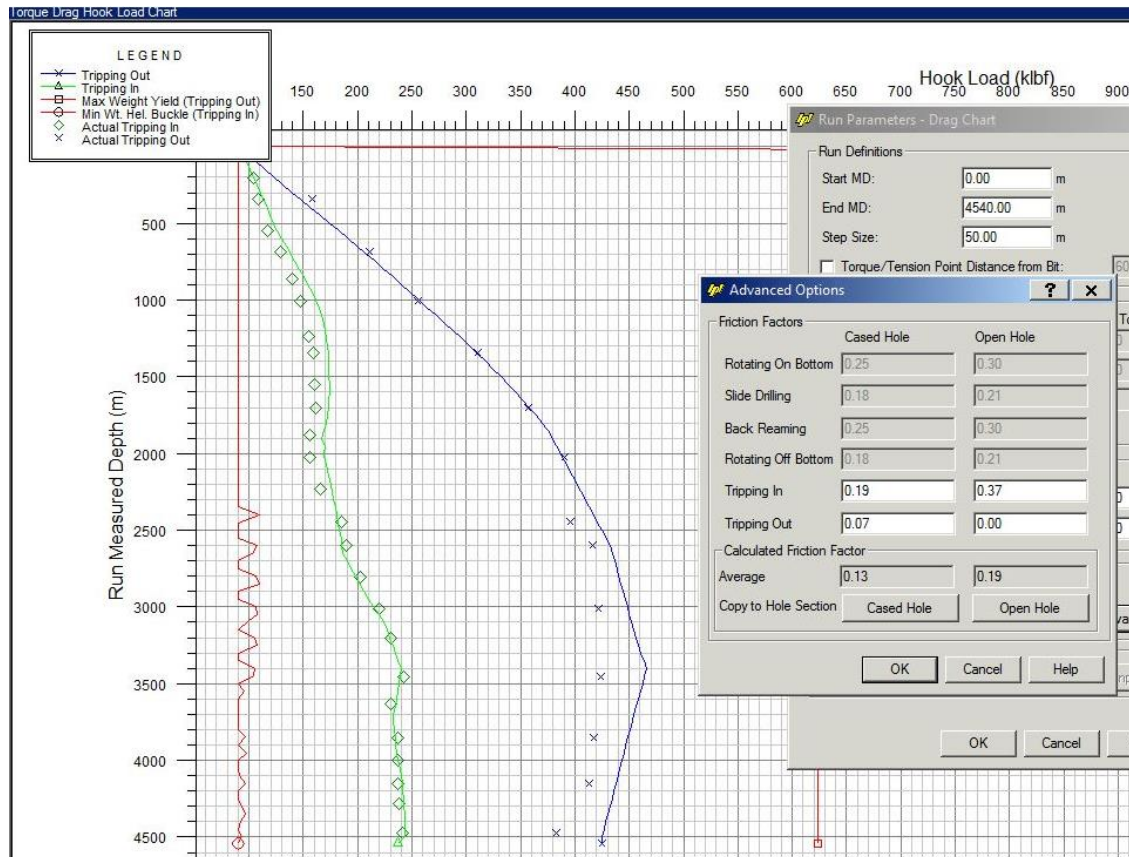 Torque Drag Hook Load Chart
LEGEND
Tripping Out
Tripping In
Max Weight Yield (Tripping Out)
Min Wt. Hel. Buckle (Tripping In)
Actual Tripping In
Actual Tripping Out
Hook Load (klbf)
150 200 250 300 350 400 450 500 550 600 650 700 750 800 850 900
Run Measured Depth (m)
500
1000
1500
2000
2500
3000
3500
4000
4500
Run Parameters - Drag Chart
Run Definitions
Start MD: 0.00 m
End MD: 4540.00 m
Step Size: 50.00 m
Torque/Tension Point Distance from Bit:
Advanced Options
Friction Factors
Cased Hole Open Hole
Rotating On Bottom 0.25 0.30
Slide Drilling 0.18 0.21
Back Reaming 0.25 0.30
Rotating Off Bottom 0.18 0.21
Tripping In 0.19 0.37
Tripping Out 0.07 0.00
Calculated Friction Factor
Average 0.13 0.19
Copy to Hole Section Cased Hole Open Hole
OK Cancel Help
OK Cancel